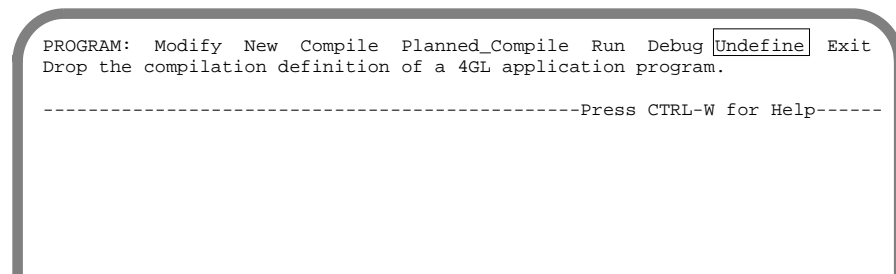 PROGRAM: Modify New Compile Planned_Compile Run Debug Undefine Exit
Drop the compilation definition of a 4GL application program.
------------------------------------------------Press CTRL-W for Help------